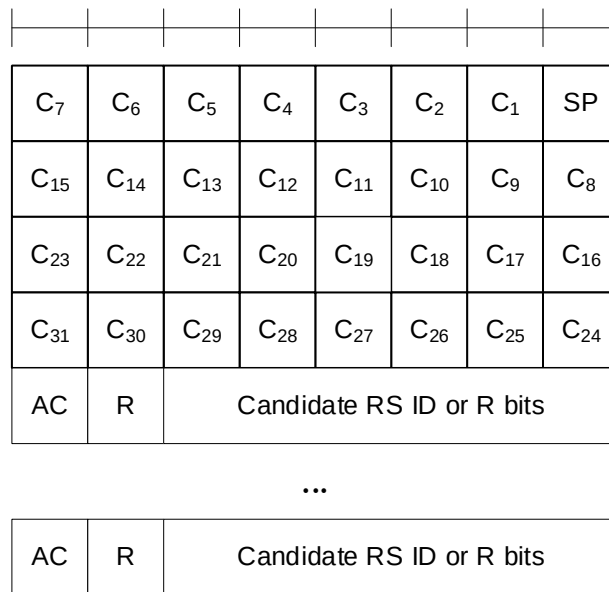 C₇ C₆ C₅ C₄ C₃ C₂ C₁ SP
C₁₅ C₁₄ C₁₃ C₁₂ C₁₁ C₁₀ C₉ C₈
C₂₃ C₂₂ C₂₁ C₂₀ C₁₉ C₁₈ C₁₇ C₁₆
C₃₁ C₃₀ C₂₉ C₂₈ C₂₇ C₂₆ C₂₅ C₂₄
AC R Candidate RS ID or R bits
...
AC R Candidate RS ID or R bits